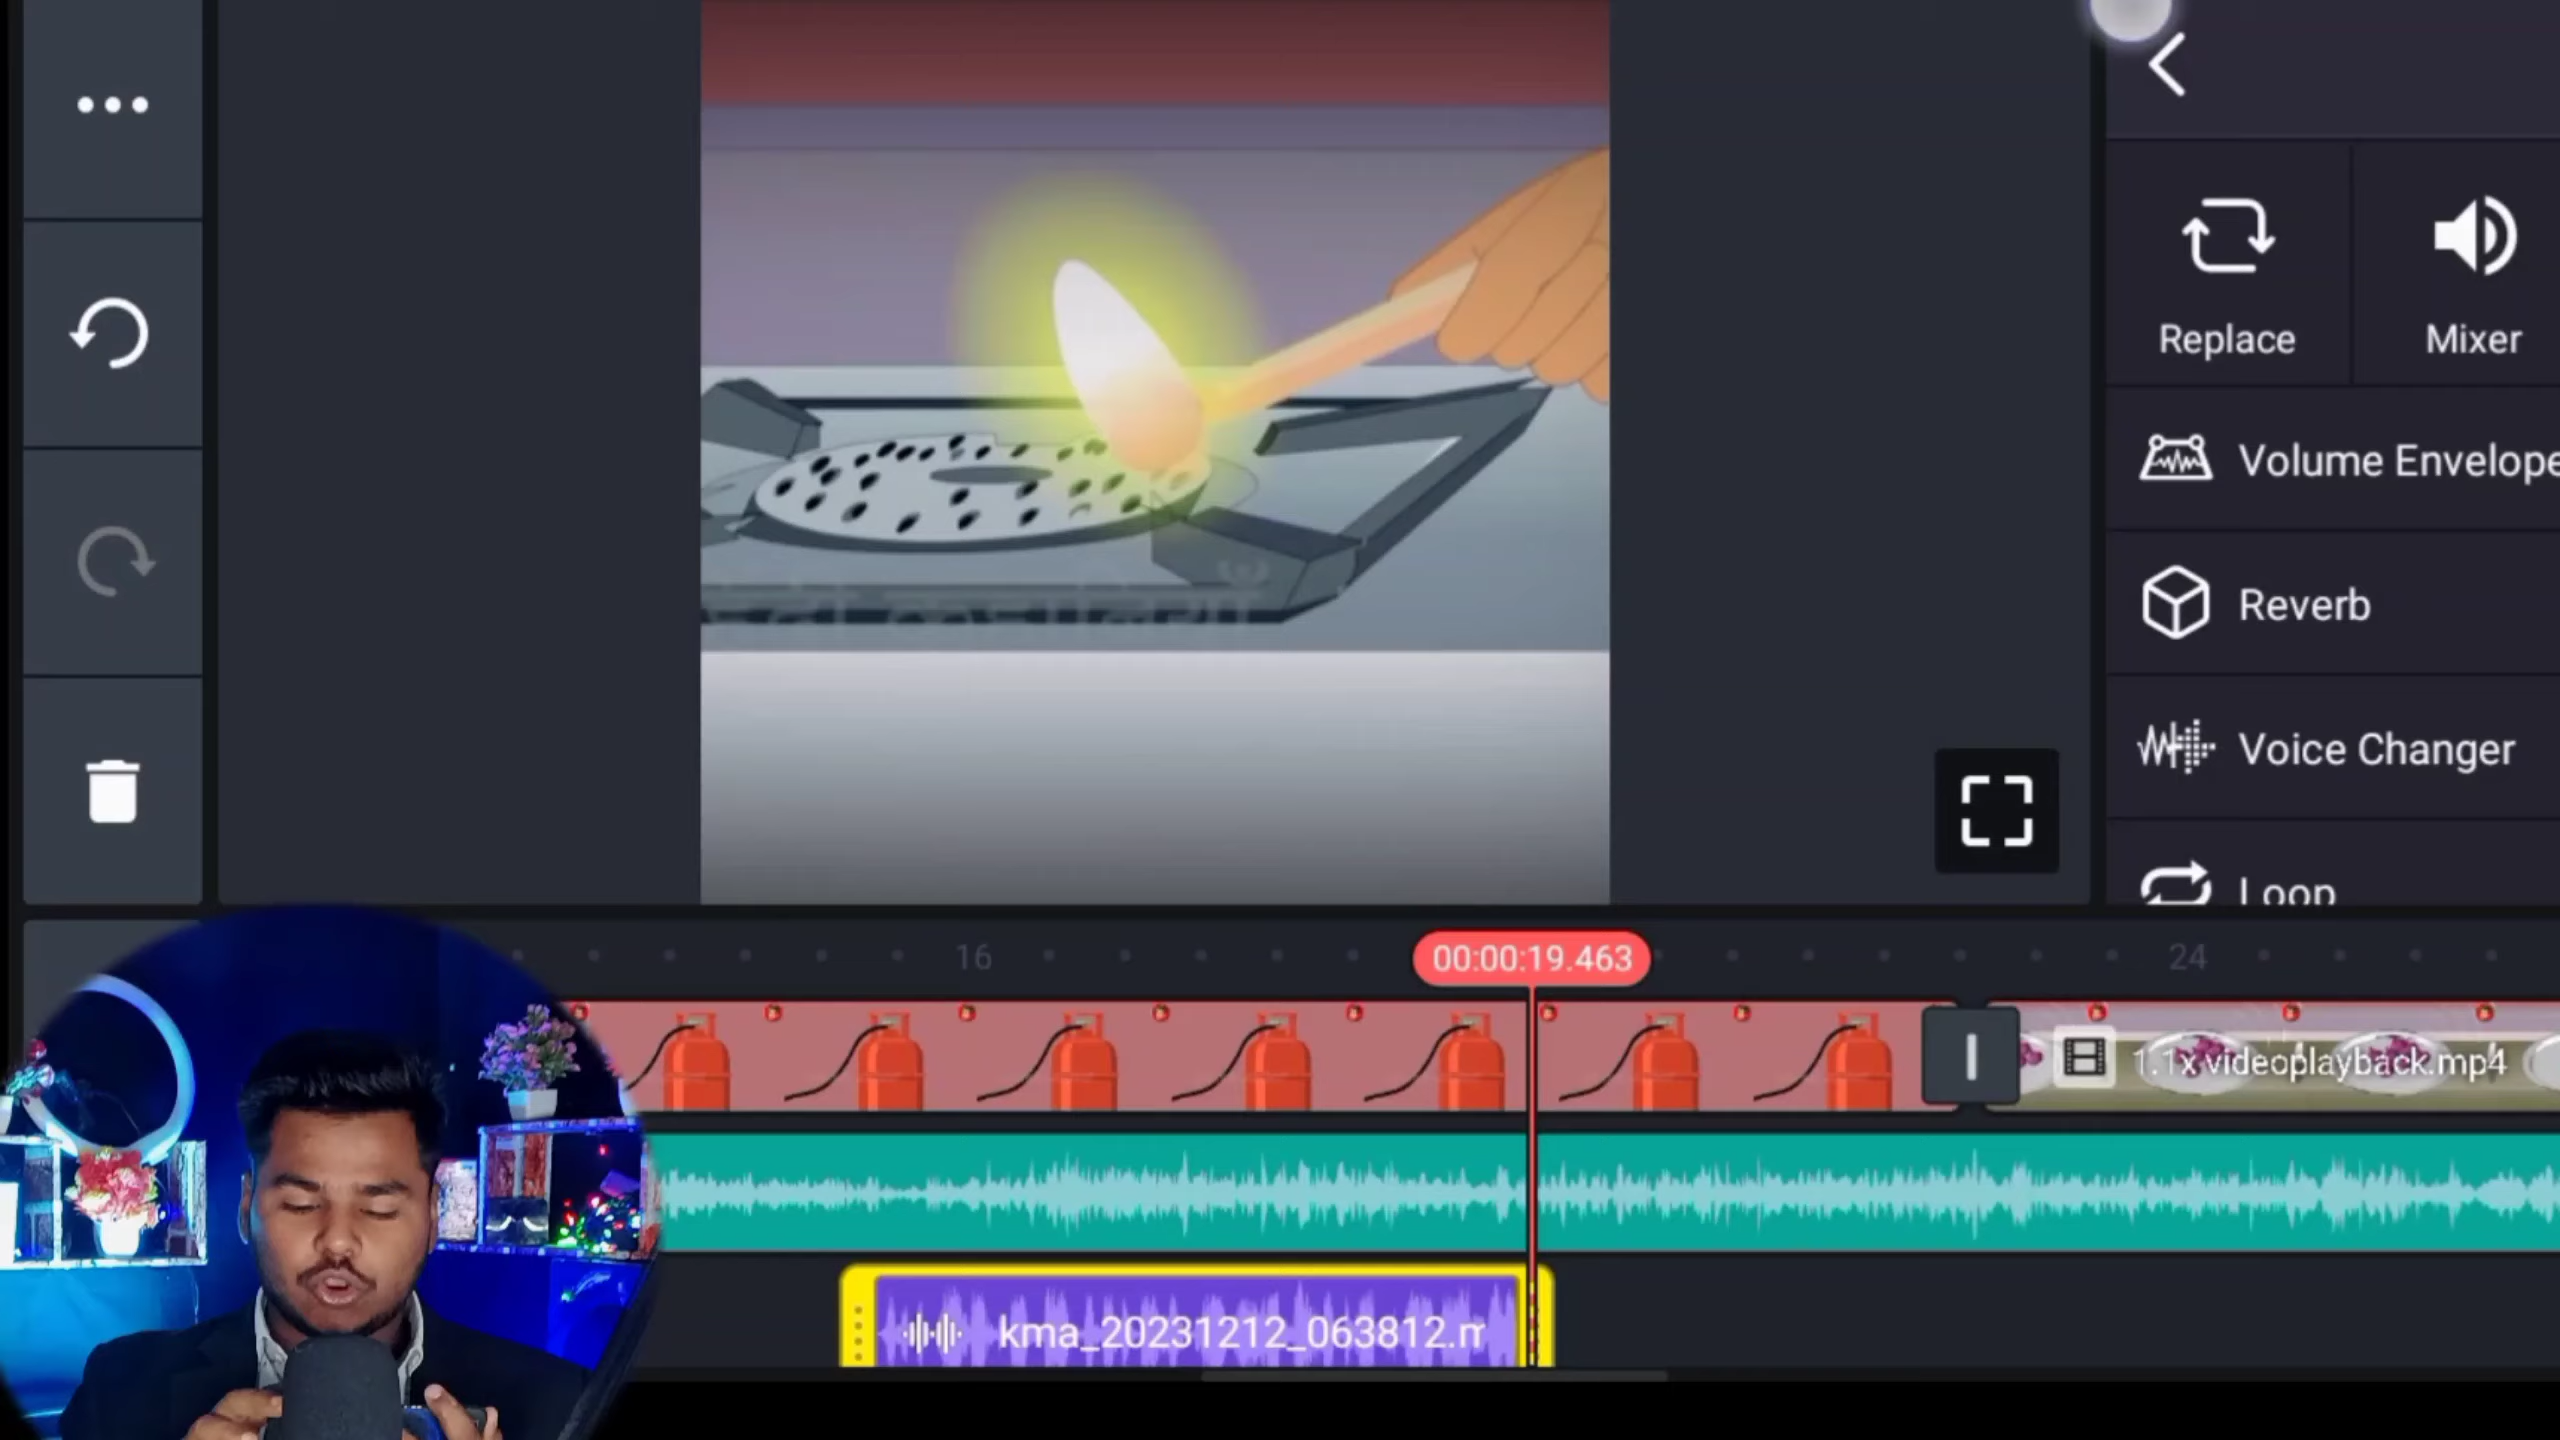 Replace
Mixer
Volume Envelope
Reverb
Voice Changer
Loop
16
00:00:19.463
24
1.1x videoplayback.mp4
kma_20231212_063812.m